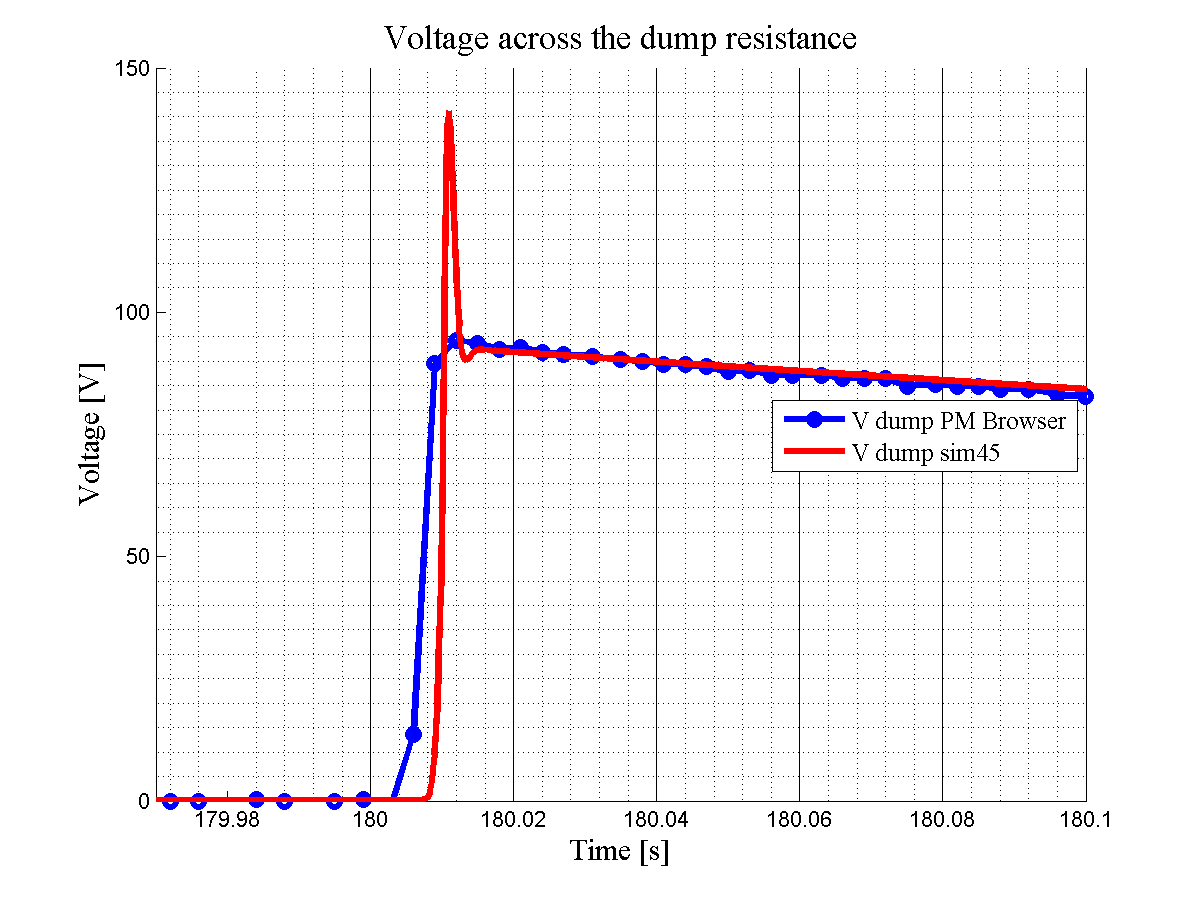 Voltage across the dump resistance
150
100
50
0
Voltage [V]
V dump PM Browser
V dump sim45
179.98 180 180.02 180.04 180.06 180.08 180.1
Time [s]